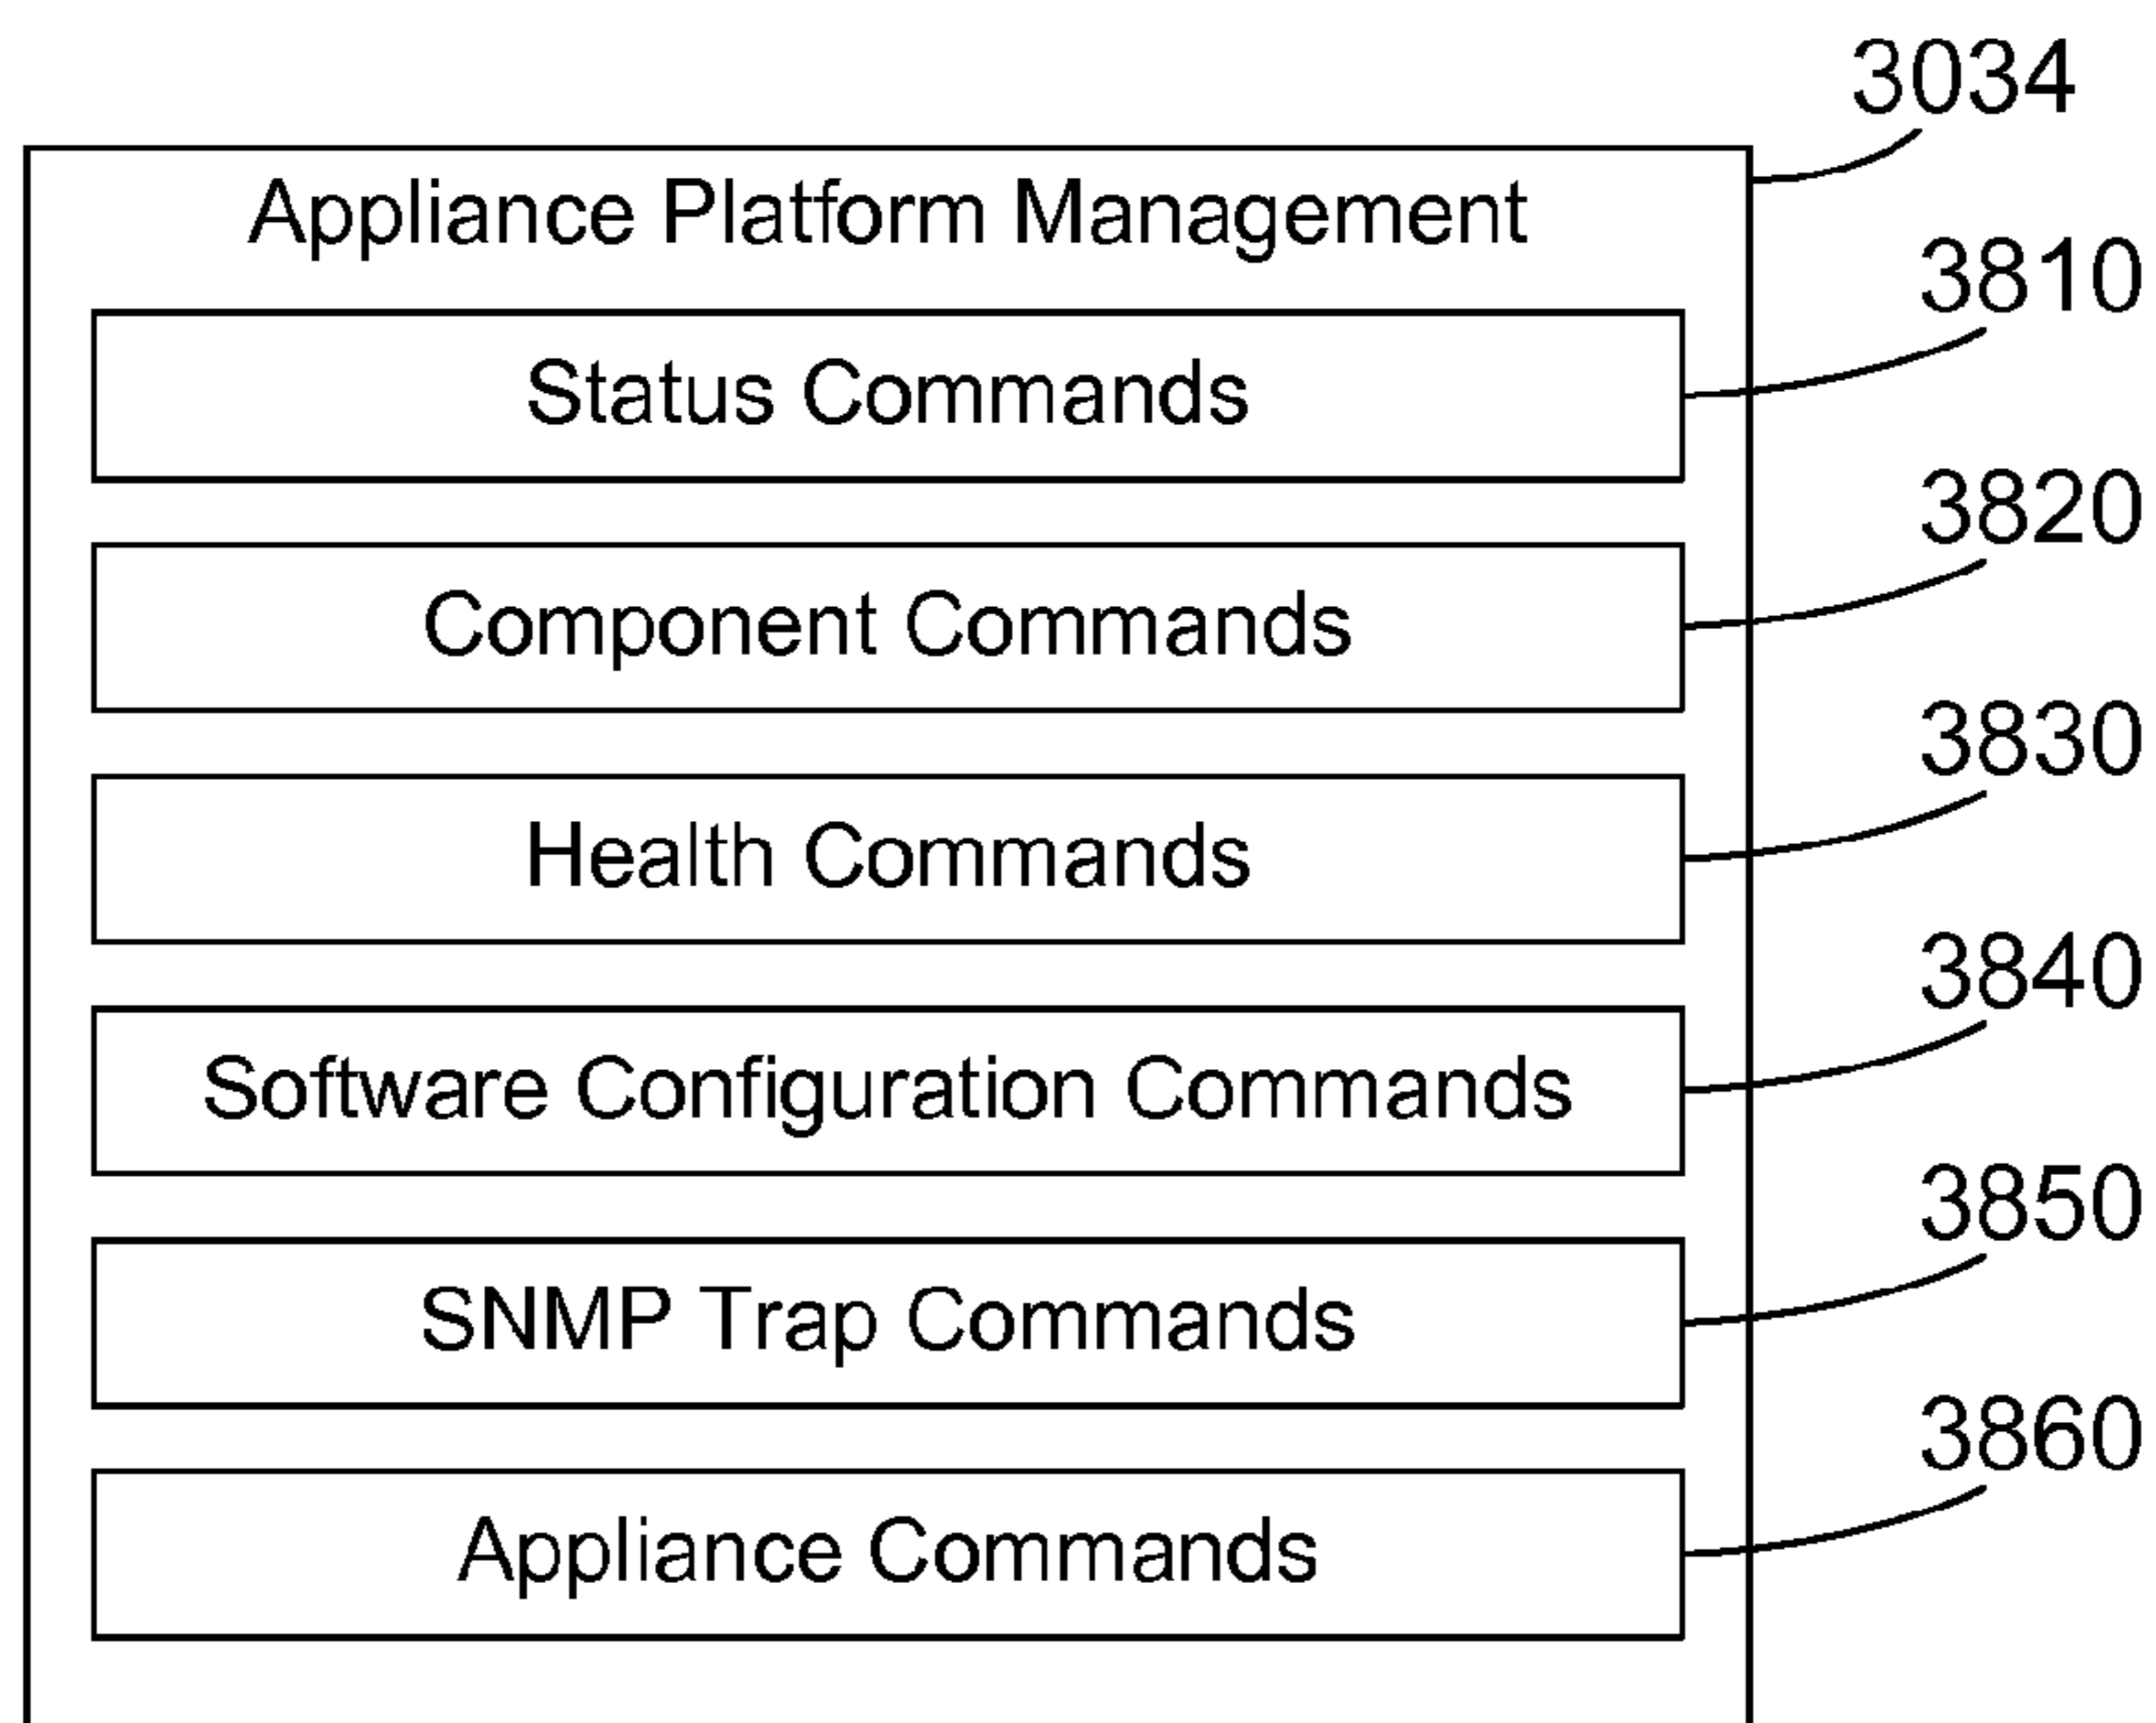 3034
Appliance Platform Management
3810
Status Commands
3820
Component Commands
3830
Health Commands
3840
Software Configuration Commands
3850
SNMP Trap Commands
3860
Appliance Commands